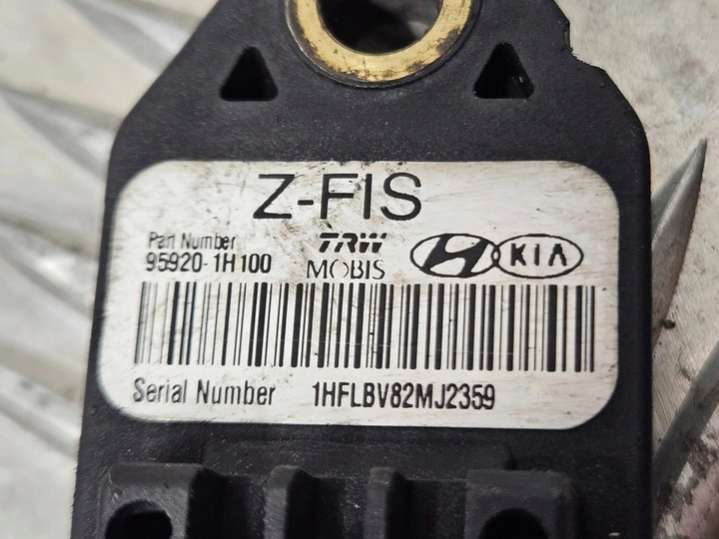 Z-FIS
Part Number
95920-1H100
TRW
MOBIS
KIA
Serial Number 1HFLBV82MJ2359